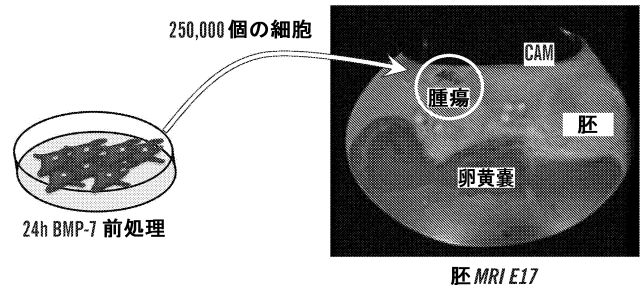 250,000 個の細胞
CAM
腫瘍
胚
卵黄嚢
24h BMP-7 前処理
胚 MRI E17